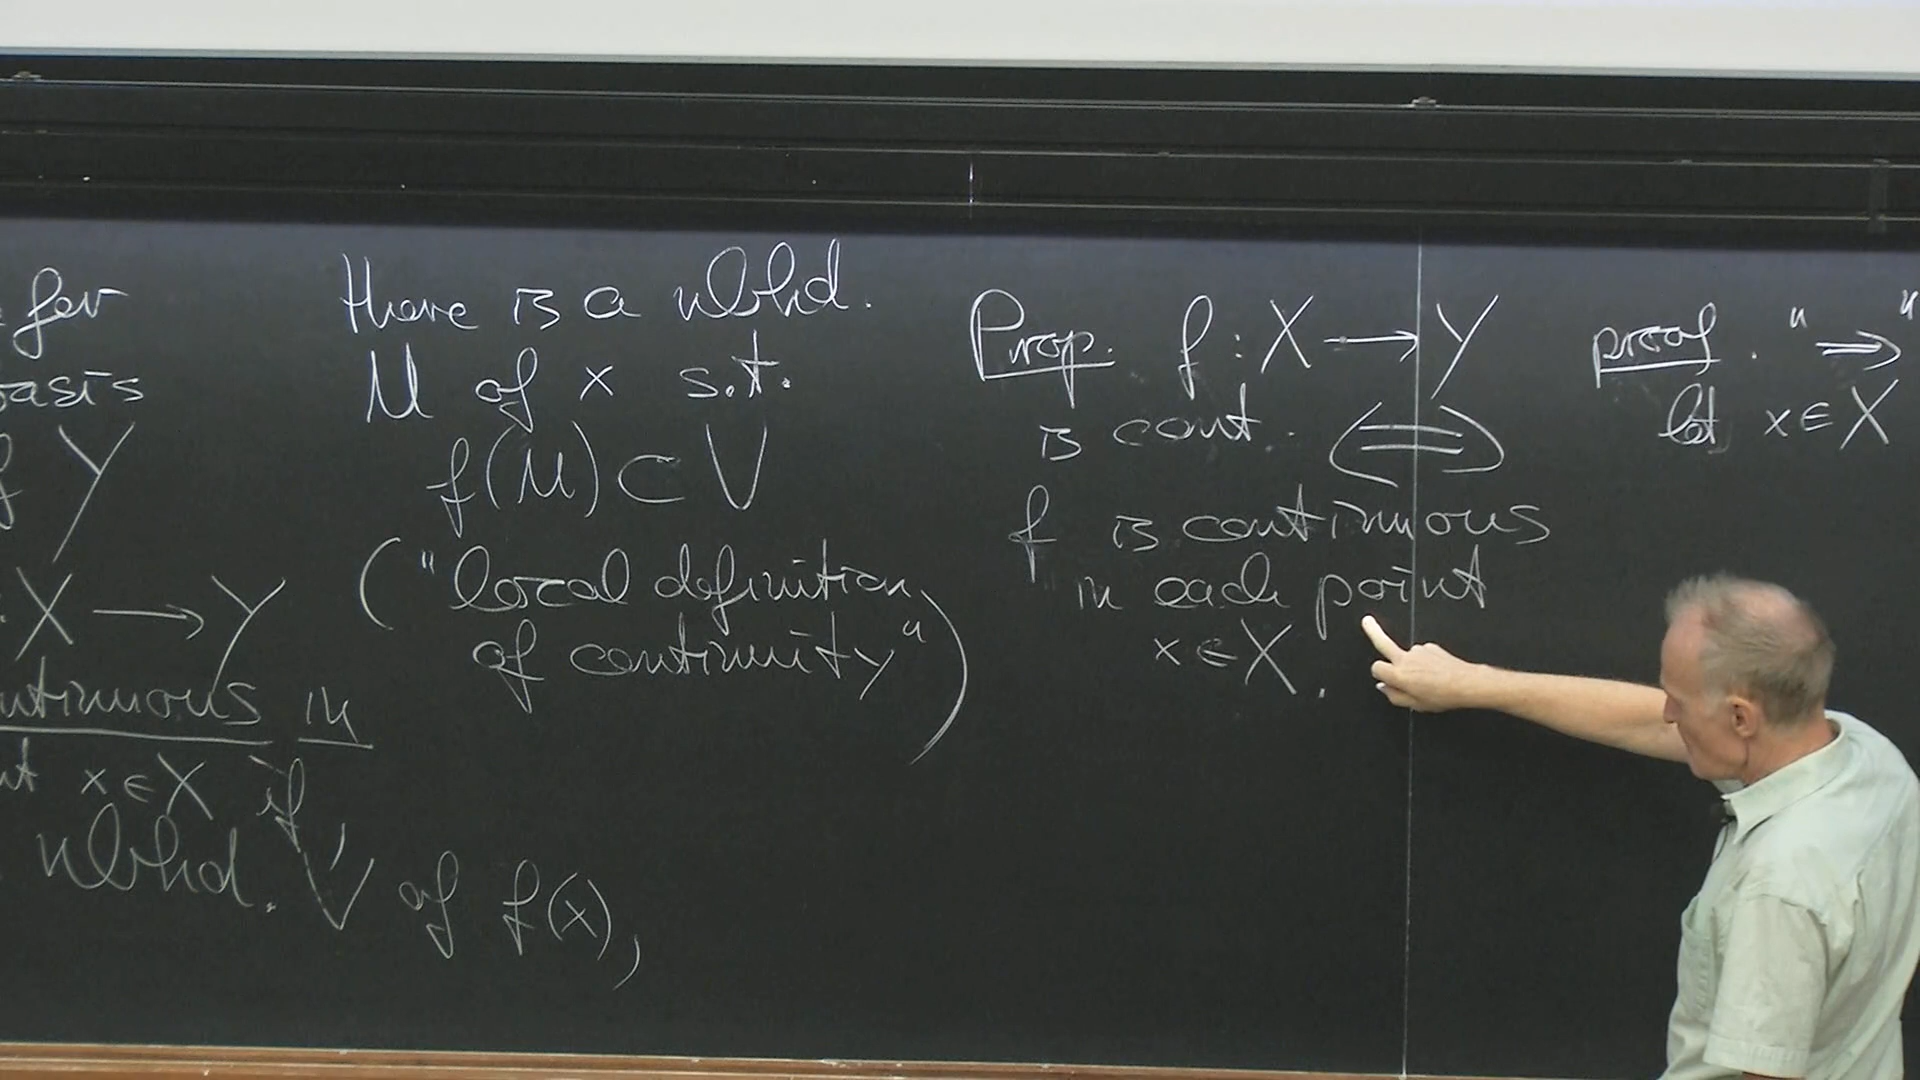 for
basis
f Y
: X → Y
continuous in
x ∈ X if
nbhd. V of f(x),
there is a nbhd.
U of x s.t.
f(U) ⊂ V
("local definition
of continuity")
Prop. f : X → Y
is cont. ⟺
f is continuous
in each point
x ∈ X.
proof. "⇒"
let x ∈ X